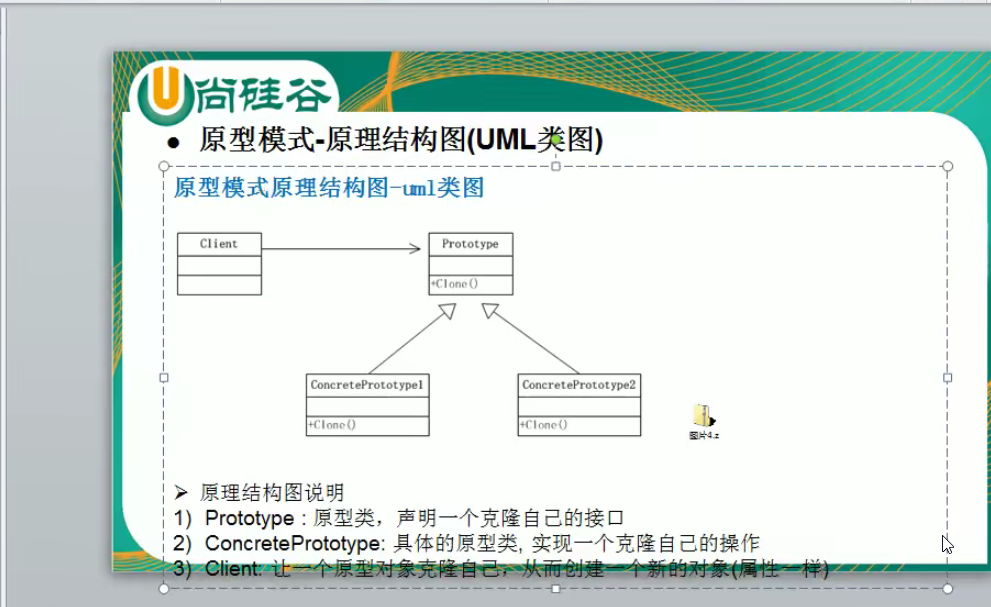 尚硅谷
● 原型模式-原理结构图(UML类图)
原型模式原理结构图-uml类图
Client
Prototype
+Clone()
ConcretePrototype1
+Clone()
ConcretePrototype2
+Clone()
图片4.z
➢ 原理结构图说明
1) Prototype : 原型类，声明一个克隆自己的接口
2) ConcretePrototype: 具体的原型类, 实现一个克隆自己的操作
3) Client: 让一个原型对象克隆自己，从而创建一个新的对象(属性一样)